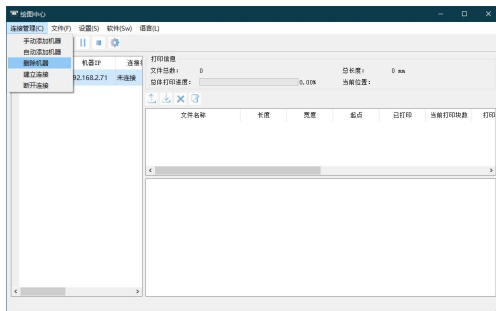 绘图中心
连接管理(C) 文件(F) 设置(S) 软件(Sw) 语言(L)
手动添加机器
自动添加机器
删除机器
建立连接
断开连接
机器IP 连接
92.168.2.71 未连接
打印信息
文件总数： 0 总长度： 0 mm
总体打印进度： 0.00% 当前位置：
文件名称 长度 宽度 起点 已打印 当前打印块数 打印